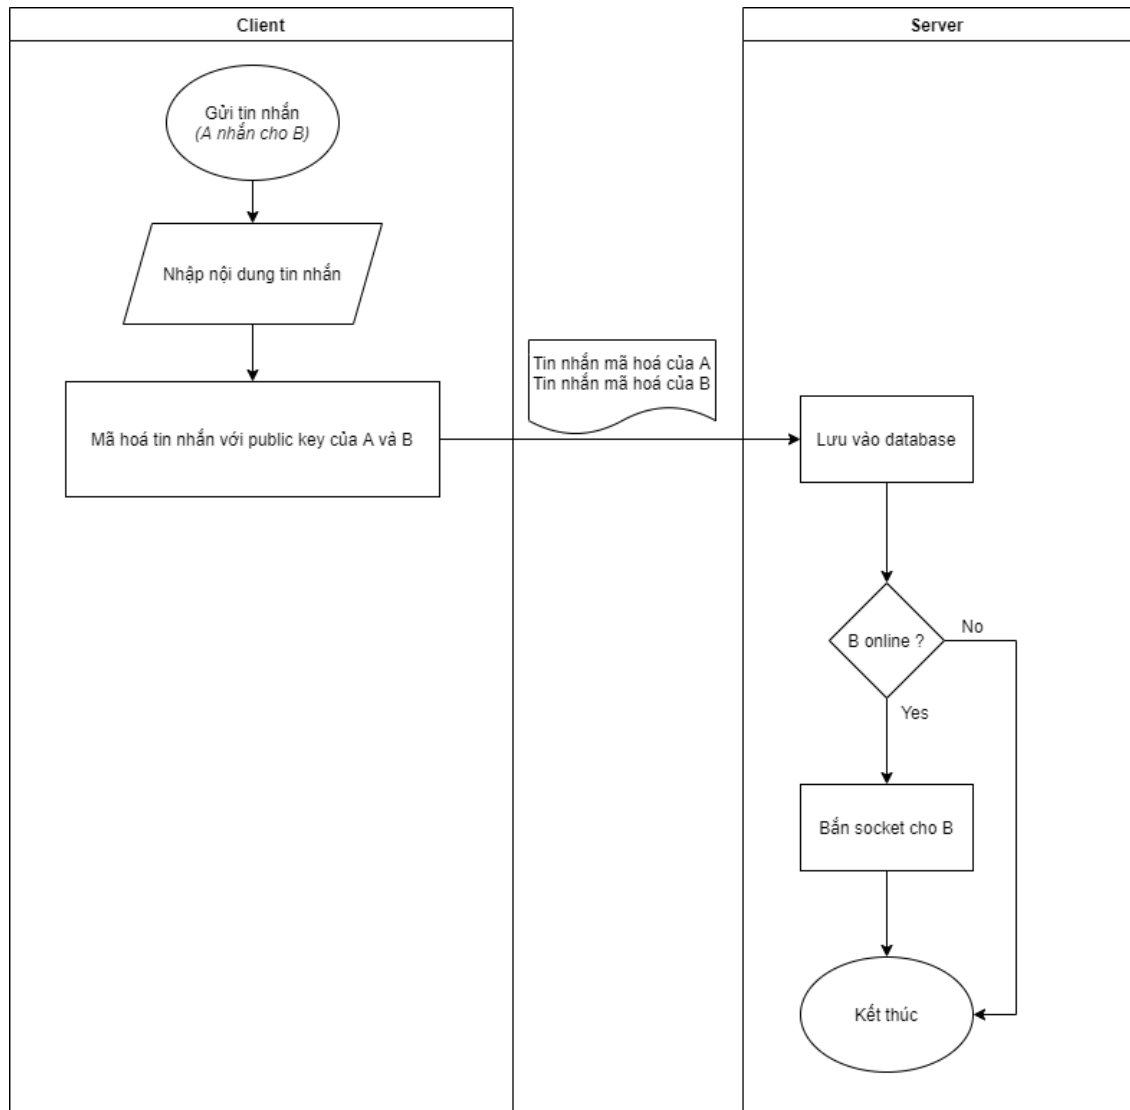 Client
Server
Gửi tin nhắn
(A nhắn cho B)
Nhập nội dung tin nhắn
Mã hoá tin nhắn với public key của A và B
Tin nhắn mã hoá của A
Tin nhắn mã hoá của B
Lưu vào database
B online ?
No
Yes
Bắn socket cho B
Kết thúc